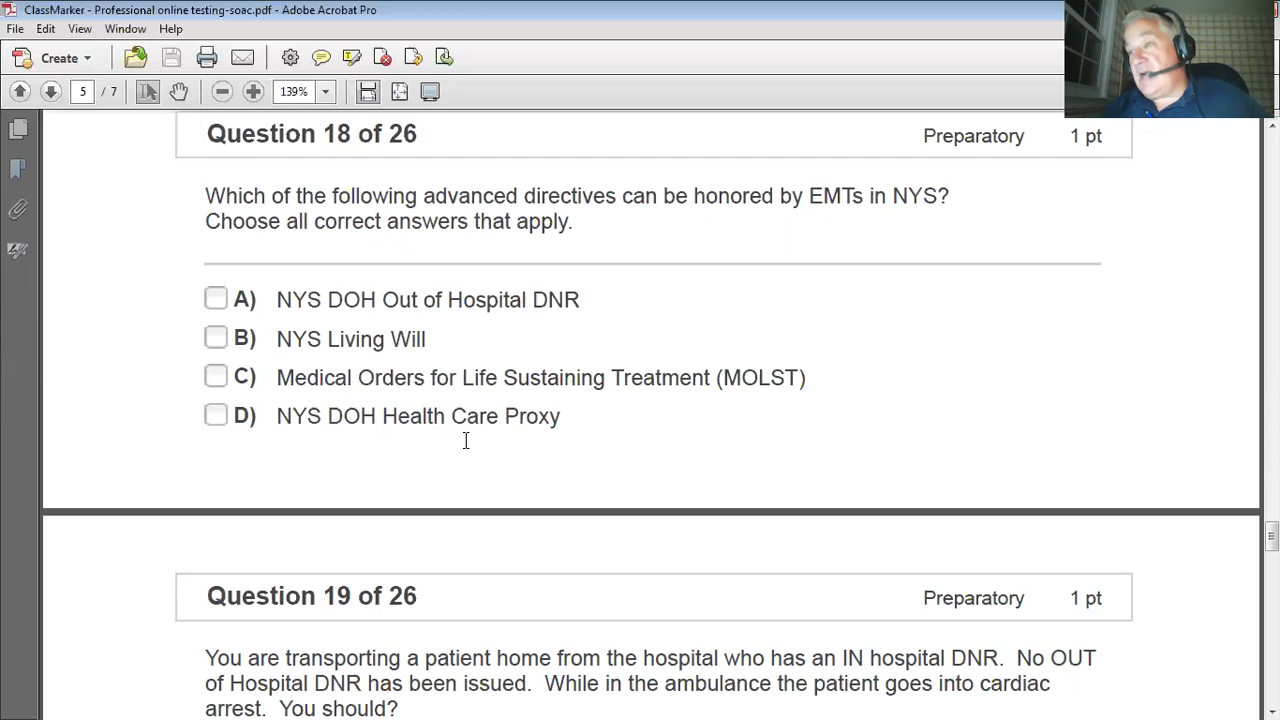 ClassMarker - Professional online testing-soac.pdf - Adobe Acrobat Pro
File Edit View Window Help
Create
5 / 7 139%
Question 18 of 26 Preparatory 1 pt
Which of the following advanced directives can be honored by EMTs in NYS?
Choose all correct answers that apply.
A) NYS DOH Out of Hospital DNR
B) NYS Living Will
C) Medical Orders for Life Sustaining Treatment (MOLST)
D) NYS DOH Health Care Proxy
Question 19 of 26 Preparatory 1 pt
You are transporting a patient home from the hospital who has an IN hospital DNR. No OUT
of Hospital DNR has been issued. While in the ambulance the patient goes into cardiac
arrest. You should?